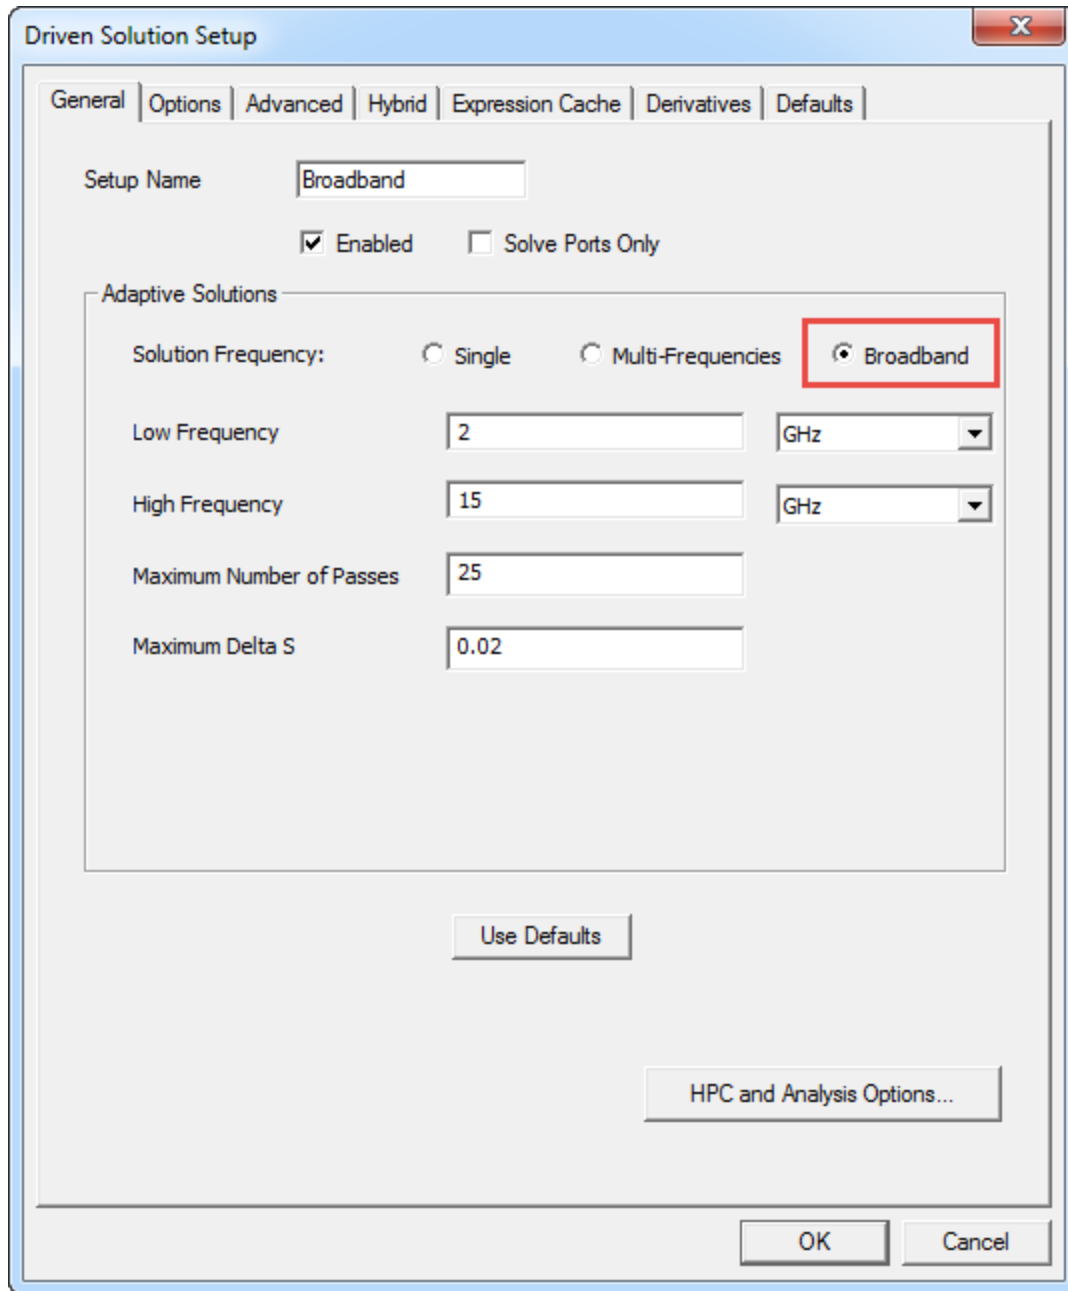 Driven Solution Setup
General Options Advanced Hybrid Expression Cache Derivatives Defaults
Setup Name Broadband
Enabled Solve Ports Only
Adaptive Solutions
Solution Frequency: Single Multi-Frequencies Broadband
Low Frequency 2 GHz
High Frequency 15 GHz
Maximum Number of Passes 25
Maximum Delta S 0.02
Use Defaults
HPC and Analysis Options...
OK Cancel